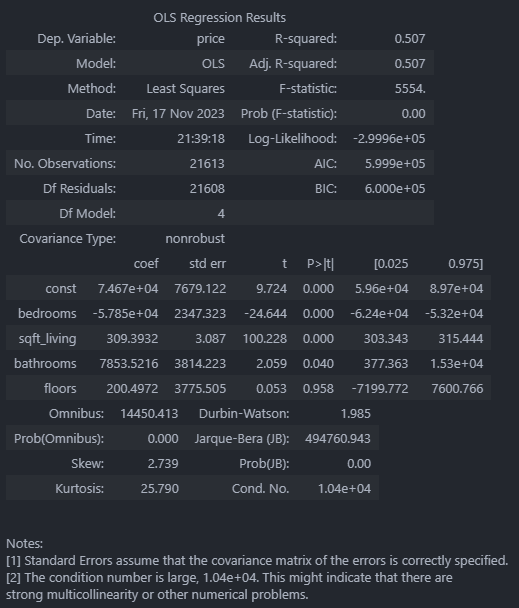 OLS Regression Results
Dep. Variable: price R-squared: 0.507
Model: OLS Adj. R-squared: 0.507
Method: Least Squares F-statistic: 5554.
Date: Fri, 17 Nov 2023 Prob (F-statistic): 0.00
Time: 21:39:18 Log-Likelihood: -2.9996e+05
No. Observations: 21613 AIC: 5.999e+05
Df Residuals: 21608 BIC: 6.000e+05
Df Model: 4
Covariance Type: nonrobust
coef std err t P>|t| [0.025 0.975]
const 7.467e+04 7679.122 9.724 0.000 5.96e+04 8.97e+04
bedrooms -5.785e+04 2347.323 -24.644 0.000 -6.24e+04 -5.32e+04
sqft_living 309.3932 3.087 100.228 0.000 303.343 315.444
bathrooms 7853.5216 3814.223 2.059 0.040 377.363 1.53e+04
floors 200.4972 3775.505 0.053 0.958 -7199.772 7600.766
Omnibus: 14450.413 Durbin-Watson: 1.985
Prob(Omnibus): 0.000 Jarque-Bera (JB): 494760.943
Skew: 2.739 Prob(JB): 0.00
Kurtosis: 25.790 Cond. No. 1.04e+04
Notes:
[1] Standard Errors assume that the covariance matrix of the errors is correctly specified.
[2] The condition number is large, 1.04e+04. This might indicate that there are
strong multicollinearity or other numerical problems.